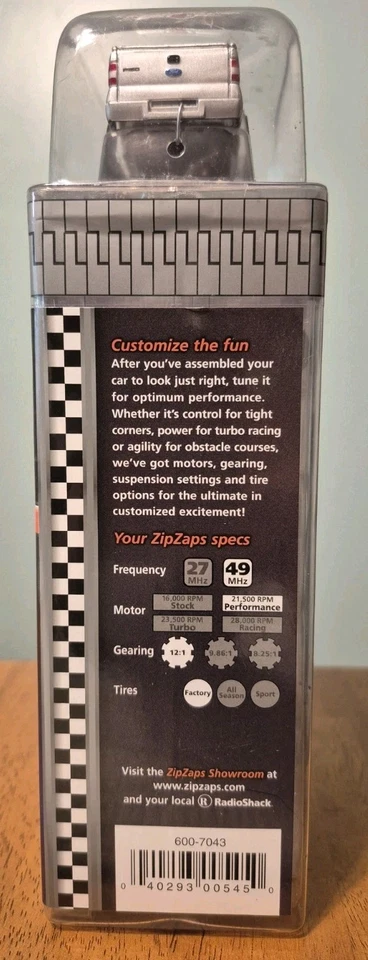 Customize the fun
After you've assembled your
car to look just right, tune it
for optimum performance.
Whether it's control for tight
corners, power for turbo racing
or agility for obstacle courses,
we've got motors, gearing,
suspension settings and tire
options for the ultimate in
customized excitement!
Your ZipZaps specs
Frequency 27 MHz 49 MHz
Motor
16,000 RPM Stock 21,500 RPM Performance
23,500 RPM Turbo 28,000 RPM Racing
Gearing 12:1 9.86:1 8.25:1
Tires Factory All Season Sport
Visit the ZipZaps Showroom at
www.zipzaps.com
and your local R RadioShack
600-7043
0 40293 00545 0